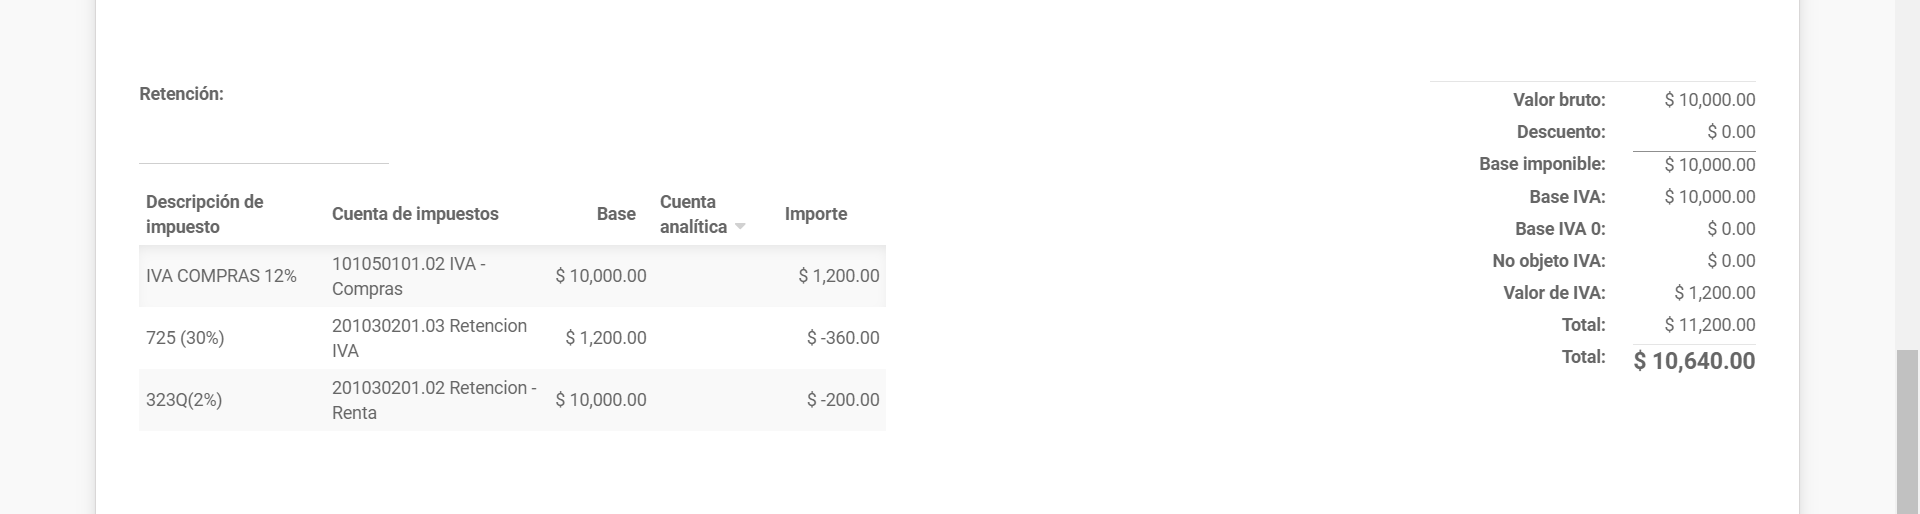 Retención:
Descripción de impuesto Cuenta de impuestos Base Cuenta analítica Importe
IVA COMPRAS 12% 101050101.02 IVA - Compras $ 10,000.00 $ 1,200.00
725 (30%) 201030201.03 Retencion IVA $ 1,200.00 $ -360.00
323Q(2%) 201030201.02 Retencion - Renta $ 10,000.00 $ -200.00
Valor bruto: $ 10,000.00
Descuento: $ 0.00
Base imponible: $ 10,000.00
Base IVA: $ 10,000.00
Base IVA 0: $ 0.00
No objeto IVA: $ 0.00
Valor de IVA: $ 1,200.00
Total: $ 11,200.00
Total: $ 10,640.00